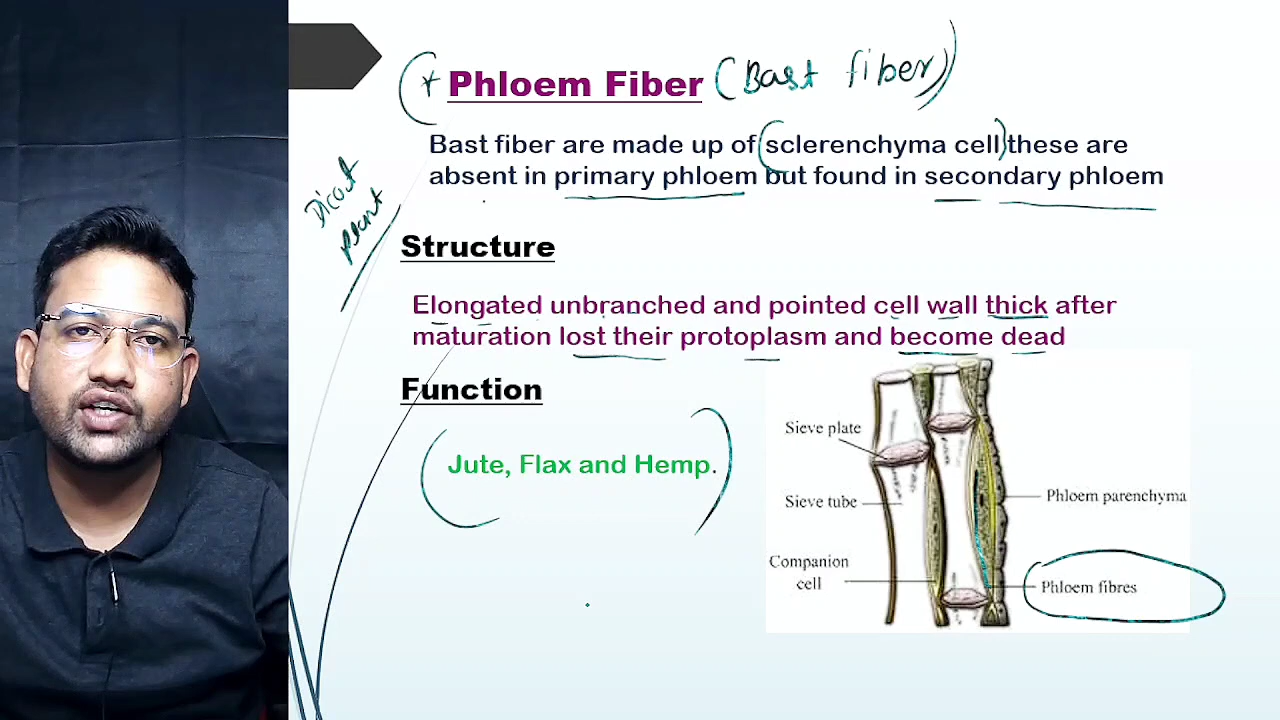 * Phloem Fiber (Bast fiber)
Bast fiber are made up of (sclerenchyma cell) these are
absent in primary phloem but found in secondary phloem
Dicot
plant
Structure
Elongated unbranched and pointed cell wall thick after
maturation lost their protoplasm and become dead
Function
(Jute, Flax and Hemp.)
Sieve plate
Sieve tube
Companion
cell
Phloem parenchyma
Phloem fibres